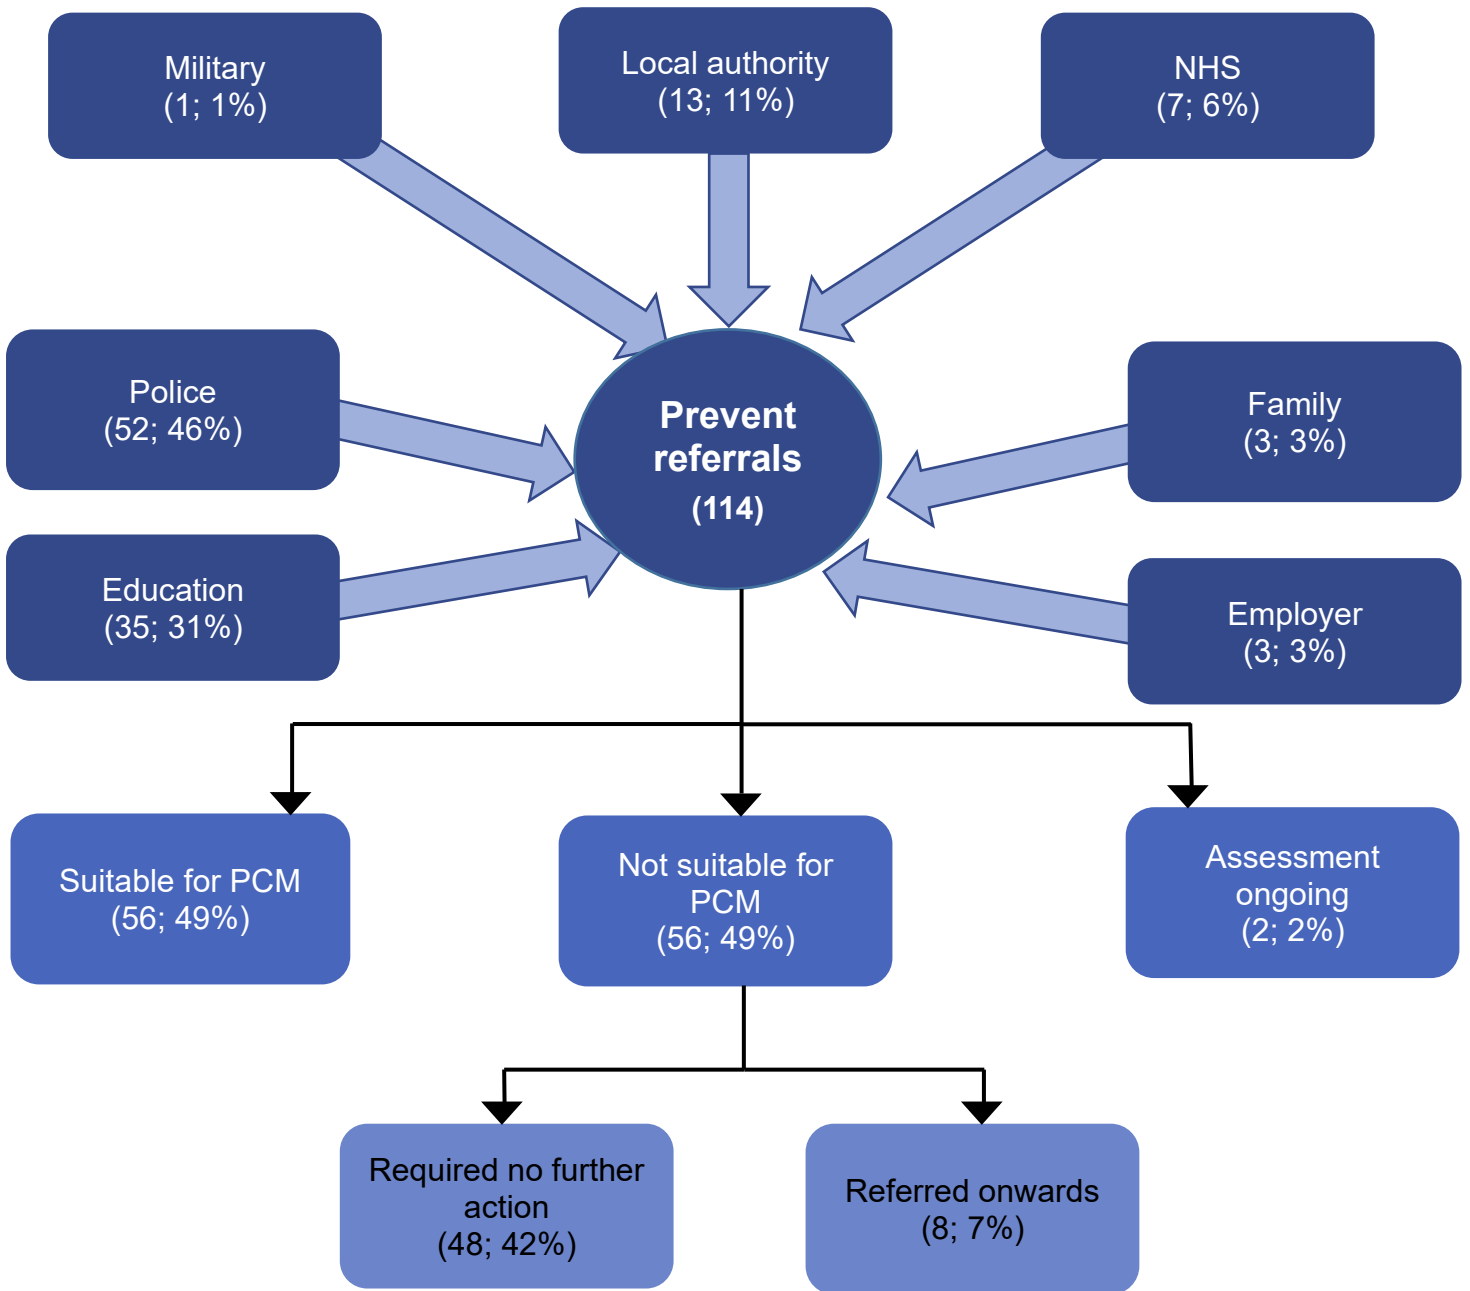 Military
(1; 1%)
Local authority
(13; 11%)
NHS
(7; 6%)
Police
(52; 46%)
Prevent
referrals
(114)
Family
(3; 3%)
Education
(35; 31%)
Employer
(3; 3%)
Suitable for PCM
(56; 49%)
Not suitable for
PCM
(56; 49%)
Assessment
ongoing
(2; 2%)
Required no further
action
(48; 42%)
Referred onwards
(8; 7%)